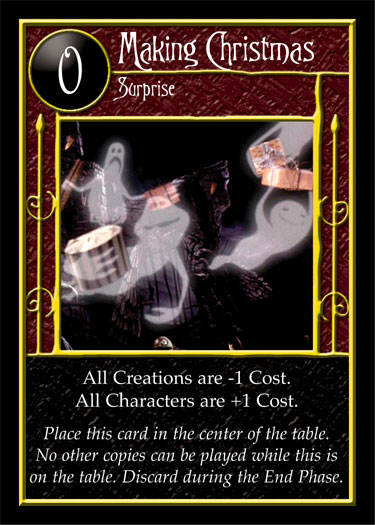 0
Making Christmas
Surprise
All Creations are -1 Cost.
All Characters are +1 Cost.
Place this card in the center of the table.
No other copies can be played while this is
on the table. Discard during the End Phase.